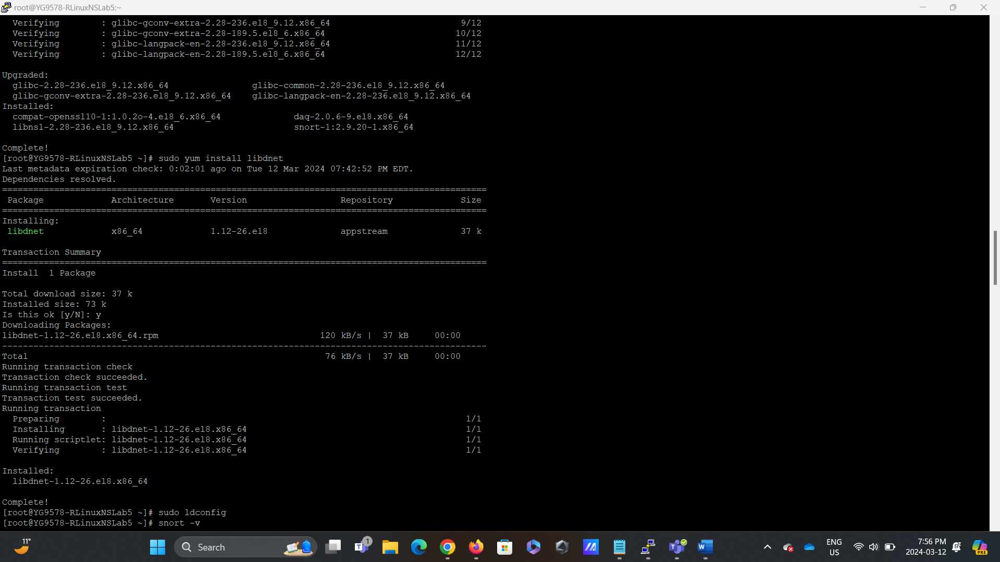 root@YG9578-RLinuxNSLab5:~
Verifying : glibc-gconv-extra-2.28-236.el8_9.12.x86_64 9/12
Verifying : glibc-gconv-extra-2.28-189.5.el8_6.x86_64 10/12
Verifying : glibc-langpack-en-2.28-236.el8_9.12.x86_64 11/12
Verifying : glibc-langpack-en-2.28-189.5.el8_6.x86_64 12/12
Upgraded:
glibc-2.28-236.el8_9.12.x86_64 glibc-common-2.28-236.el8_9.12.x86_64
glibc-gconv-extra-2.28-236.el8_9.12.x86_64 glibc-langpack-en-2.28-236.el8_9.12.x86_64
Installed:
compat-openssl10-1:1.0.2o-4.el8_6.x86_64 daq-2.0.6-9.el8.x86_64
libnsl-2.28-236.el8_9.12.x86_64 snort-1:2.9.20-1.x86_64
Complete!
[root@YG9578-RLinuxNSLab5 ~]# sudo yum install libdnet
Last metadata expiration check: 0:02:01 ago on Tue 12 Mar 2024 07:42:52 PM EDT.
Dependencies resolved.
================================================================================
Package Architecture Version Repository Size
================================================================================
Installing:
libdnet x86_64 1.12-26.el8 appstream 37 k
Transaction Summary
================================================================================
Install 1 Package
Total download size: 37 k
Installed size: 73 k
Is this ok [y/N]: y
Downloading Packages:
libdnet-1.12-26.el8.x86_64.rpm 120 kB/s | 37 kB 00:00
--------------------------------------------------------------------------------
Total 76 kB/s | 37 kB 00:00
Running transaction check
Transaction check succeeded.
Running transaction test
Transaction test succeeded.
Running transaction
Preparing : 1/1
Installing : libdnet-1.12-26.el8.x86_64 1/1
Running scriptlet: libdnet-1.12-26.el8.x86_64 1/1
Verifying : libdnet-1.12-26.el8.x86_64 1/1
Installed:
libdnet-1.12-26.el8.x86_64
Complete!
[root@YG9578-RLinuxNSLab5 ~]# sudo ldconfig
[root@YG9578-RLinuxNSLab5 ~]# snort -v
11°
Search
1
ENG
US
7:56 PM
2024-03-12
PRE